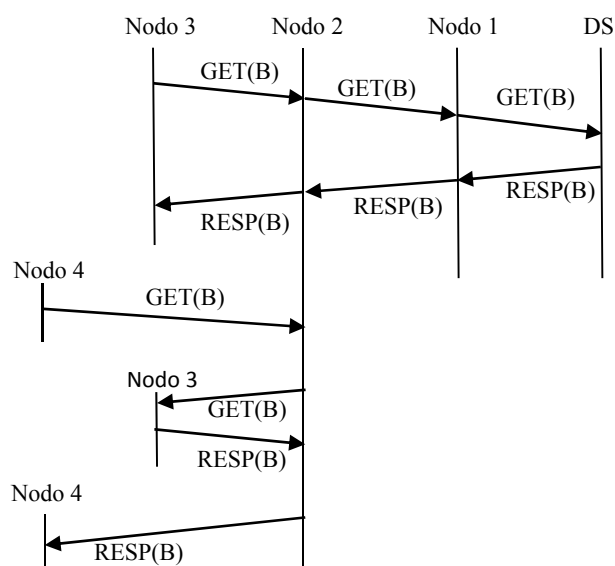 Nodo 3
Nodo 2
Nodo 1
DS
GET(B)
GET(B)
GET(B)
RESP(B)
RESP(B)
RESP(B)
Nodo 4
GET(B)
Nodo 3
GET(B)
RESP(B)
Nodo 4
RESP(B)